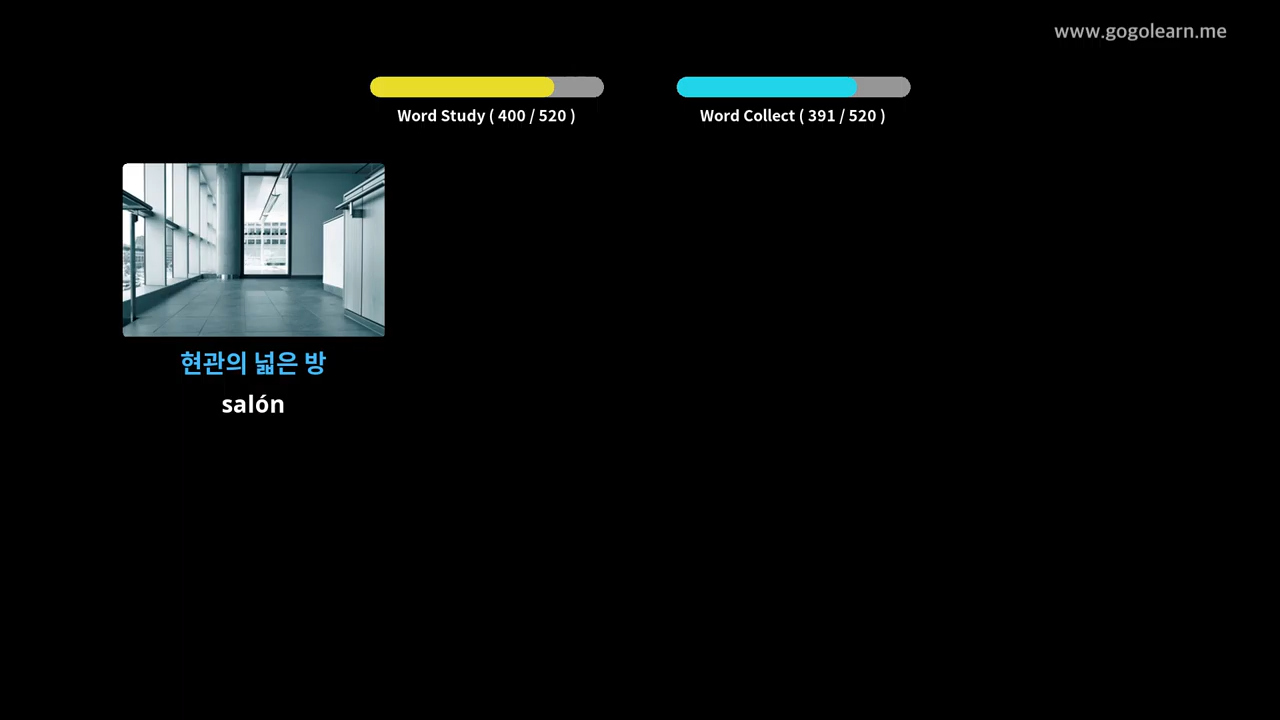 www.gogolearn.me
Word Study ( 400 / 520 )
Word Collect ( 391 / 520 )
현관의 넓은 방
salón